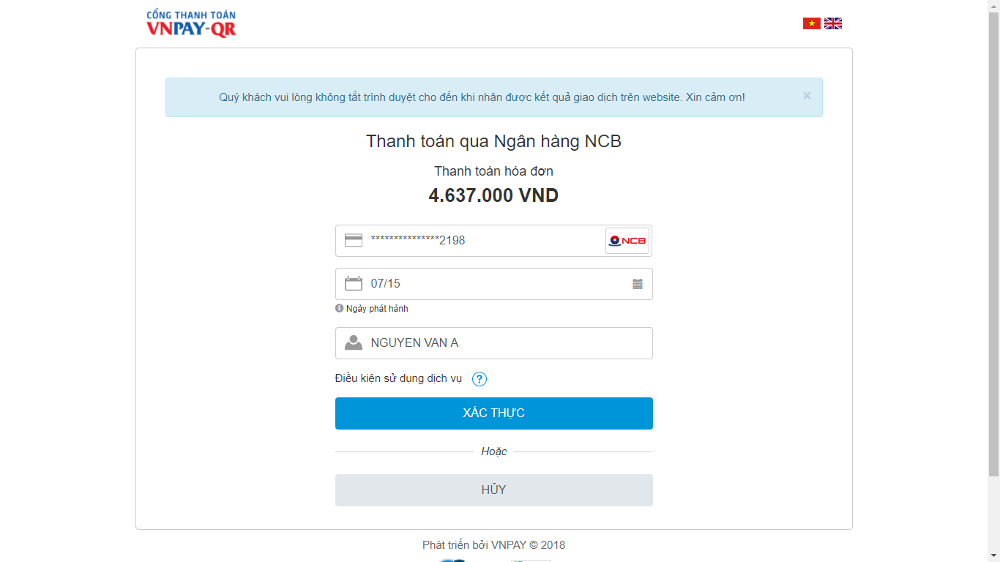 CỔNG THANH TOÁN
VNPAY-QR
Quý khách vui lòng không tắt trình duyệt cho đến khi nhận được kết quả giao dịch trên website. Xin cảm ơn!
×
Thanh toán qua Ngân hàng NCB
Thanh toán hóa đơn
4.637.000 VND
***************2198
NCB
07/15
Ngày phát hành
NGUYEN VAN A
Điều kiện sử dụng dịch vụ ?
XÁC THỰC
Hoặc
HỦY
Phát triển bởi VNPAY © 2018